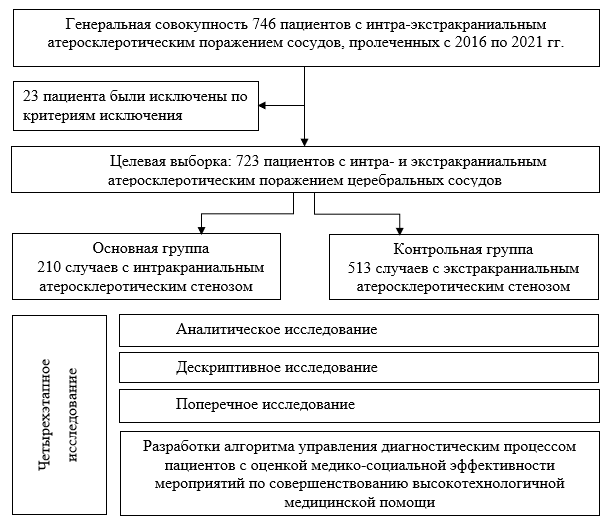 Генеральная совокупность 746 пациентов с интра-экстракраниальным
атеросклеротическим поражением сосудов, пролеченных с 2016 по 2021 гг.
23 пациента были исключены по
критериям исключения
Целевая выборка: 723 пациентов с интра- и экстракраниальным
атеросклеротическим поражением церебральных сосудов
Основная группа
210 случаев с интракраниальным
атеросклеротическим стенозом
Контрольная группа
513 случаев с экстракраниальным
атеросклеротическим стенозом
Четырехэтапное
исследование
Аналитическое исследование
Дескриптивное исследование
Поперечное исследование
Разработки алгоритма управления диагностическим процессом
пациентов с оценкой медико-социальной эффективности
мероприятий по совершенствованию высокотехнологичной
медицинской помощи